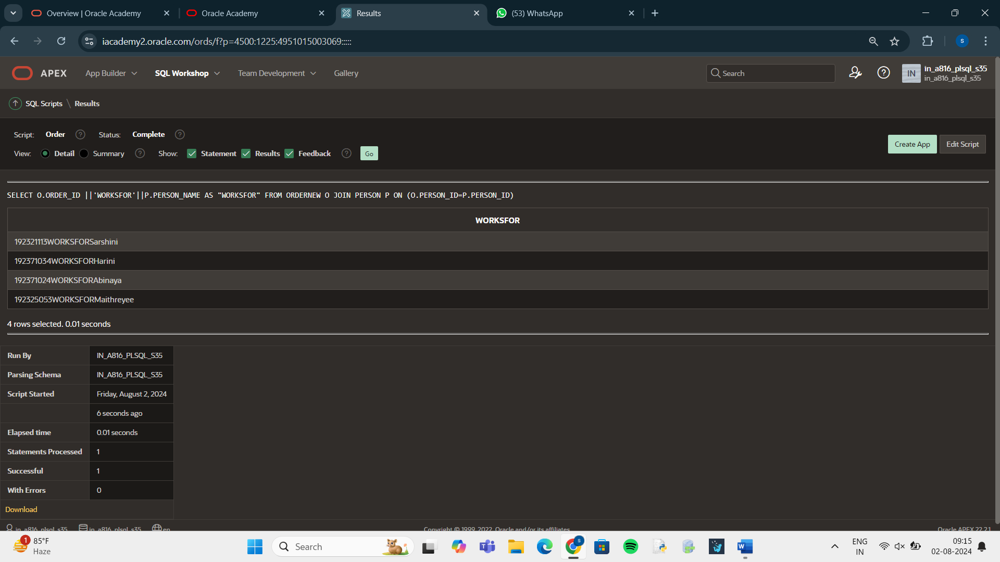 Overview | Oracle Academy
Oracle Academy
Results
(53) WhatsApp
iacademy2.oracle.com/ords/f?p=4500:1225:4951015003069:::::
S
APEX
App Builder
SQL Workshop
Team Development
Gallery
Search
IN
in_a816_plsql_s35
in_a816_plsql_s35
SQL Scripts \ Results
Script: Order ? Status: Complete ?
View: Detail Summary ? Show: Statement Results Feedback ? Go
Create App
Edit Script
SELECT O.ORDER_ID ||'WORKSFOR'||P.PERSON_NAME AS "WORKSFOR" FROM ORDERNEW O JOIN PERSON P ON (O.PERSON_ID=P.PERSON_ID)
WORKSFOR
192321113WORKSFORSarshini
192371034WORKSFORHarini
192371024WORKSFORAbinaya
192325053WORKSFORMaithreyee
4 rows selected. 0.01 seconds
Run By IN_A816_PLSQL_S35
Parsing Schema IN_A816_PLSQL_S35
Script Started Friday, August 2, 2024
6 seconds ago
Elapsed time 0.01 seconds
Statements Processed 1
Successful 1
With Errors 0
Download
in_a816_plsql_s35 in_a816_plsql_s35 en
Copyright © 1999, 2022, Oracle and/or its affiliates.
Oracle APEX 22.2.1
1
95°F
Haze
Search
ENG
IN
09:15
02-08-2024